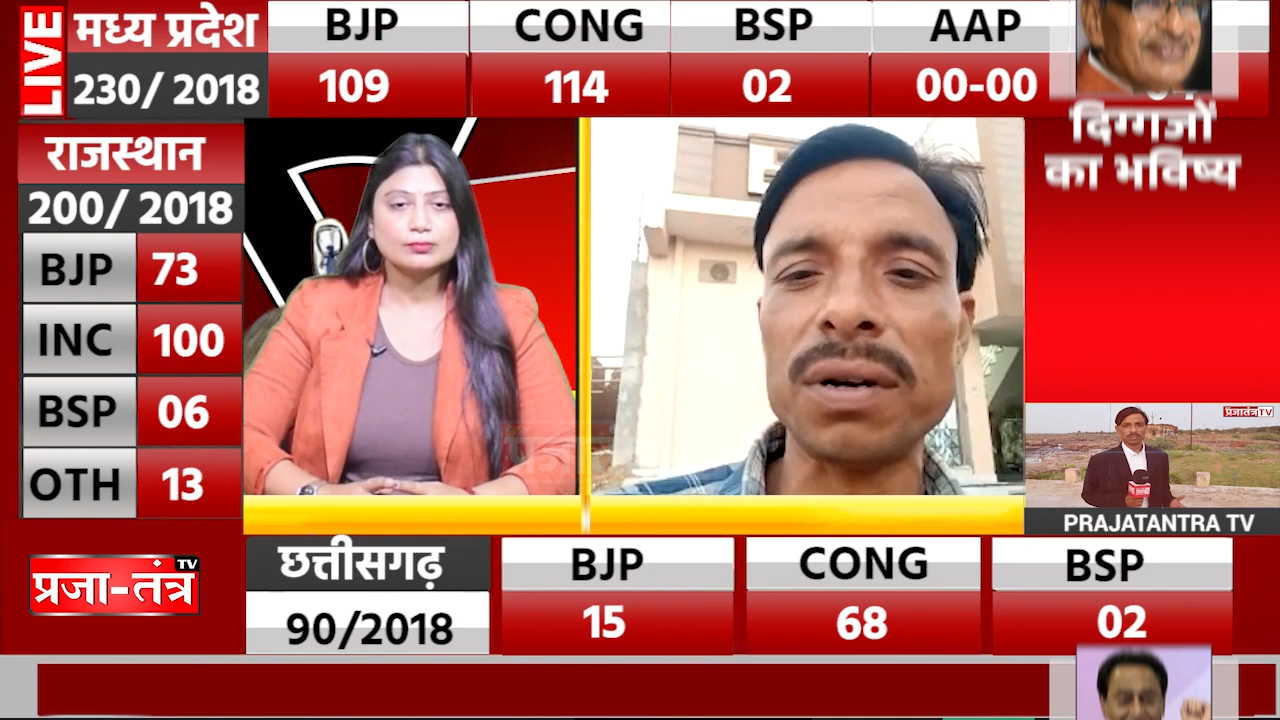 LIVE
मध्य प्रदेश
230/ 2018
BJP
CONG
BSP
AAP
109
114
02
00-00
दिग्गजों
का भविष्य
राजस्थान
200/ 2018
BJP 73
INC 100
BSP 06
OTH 13
प्रजातंत्र TV
PRAJATANTRA TV
प्रजा-तंत्र TV
छत्तीसगढ़
90/2018
BJP
CONG
BSP
15
68
02